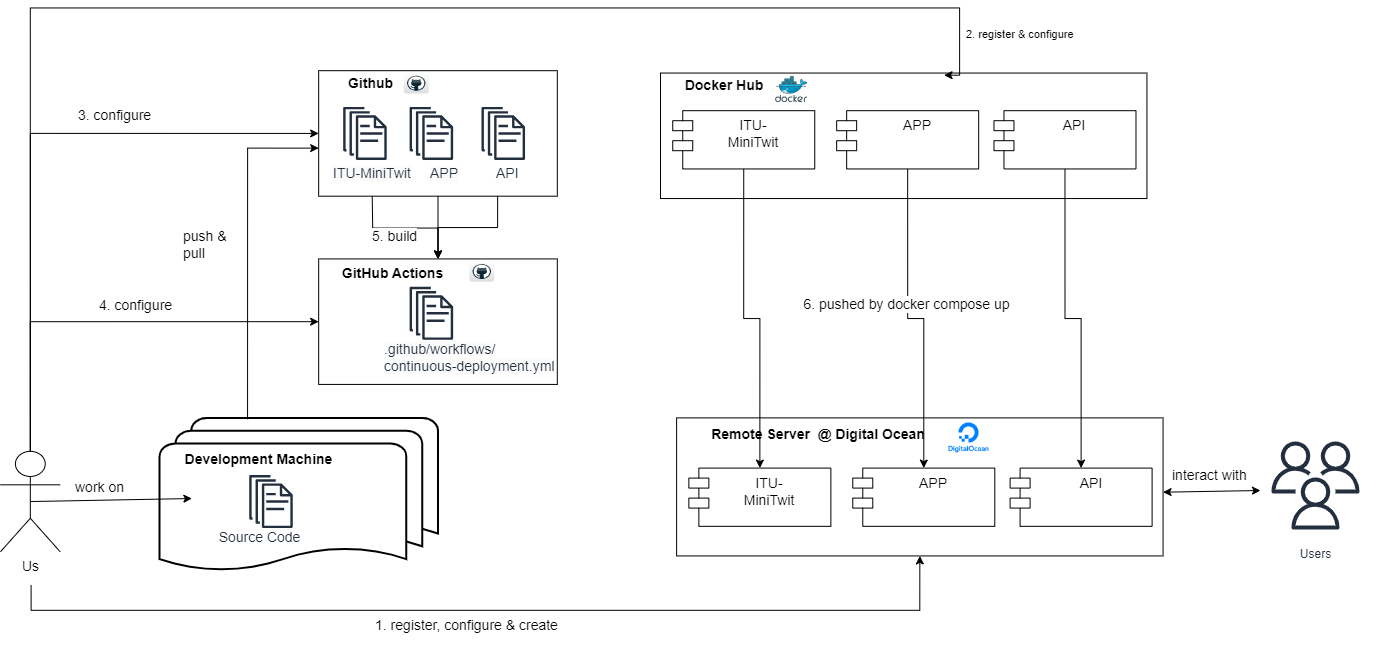 2. register & configure
Github
Docker Hub
docker
3. configure
ITU-
MiniTwit
APP
API
ITU-MiniTwit
APP
API
push &
pull
5. build
GitHub Actions
4. configure
6. pushed by docker compose up
.github/workflows/
continuous-deployment.yml
Remote Server @ Digital Ocean
DigitalOcean
Development Machine
work on
Source Code
ITU-
MiniTwit
APP
API
interact with
Users
Us
1. register, configure & create